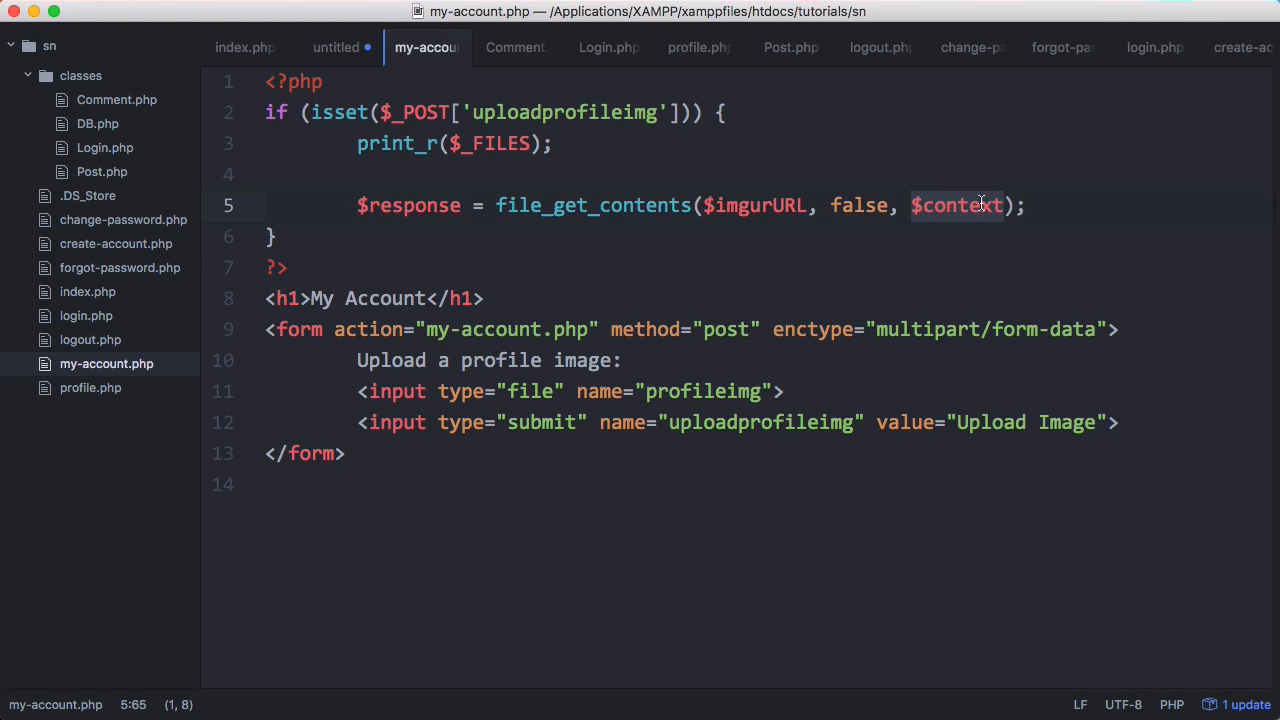 my-account.php — /Applications/XAMPP/xamppfiles/htdocs/tutorials/sn
sn
classes
Comment.php
DB.php
Login.php
Post.php
.DS_Store
change-password.php
create-account.php
forgot-password.php
index.php
login.php
logout.php
my-account.php
profile.php
index.php untitled my-accou Comment. Login.php profile.php Post.php logout.php change-pa forgot-pas login.php create-ac
1 <?php
2 if (isset($_POST['uploadprofileimg'])) {
3 print_r($_FILES);
4
5 $response = file_get_contents($imgurURL, false, $context);
6 }
7 ?>
8 <h1>My Account</h1>
9 <form action="my-account.php" method="post" enctype="multipart/form-data">
10 Upload a profile image:
11 <input type="file" name="profileimg">
12 <input type="submit" name="uploadprofileimg" value="Upload Image">
13 </form>
14
my-account.php 5:65 (1, 8) LF UTF-8 PHP 1 update